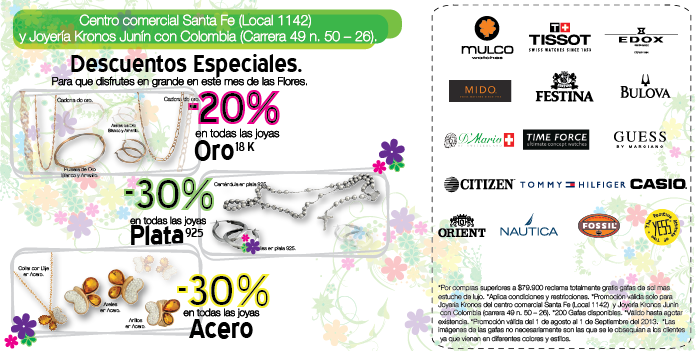 Centro comercial Santa Fe (Local 1142)
y Joyería Kronos Junín con Colombia (Carrera 49 n. 50 – 26).
Descuentos Especiales.
Para que disfrutes en grande en este mes de las Flores.
Cadena de oro.
Cadena de oro.
Aretes de Oro
Blanco y Amarillo.
Pulsera de Oro
Blanco y Amarillo.
-20%
en todas las joyas
Oro 18 K
-30%
en todas las joyas
Plata 925
Camándula en plata 925.
en plata 925.
Collar con Dije
en Acero.
Aretes
en Acero.
Anillos
en Acero.
-30%
en todas las joyas
Acero
MULCO
watches
TISSOT
SWISS WATCHES SINCE 1853
EDOX
MIDO
FESTINA
BULOVA
D'Mario
TIME FORCE
ultimate concept watches
GUESS
BY MARCIANO
CITIZEN
TOMMY HILFIGER
CASIO
ORIENT
NAUTICA
FOSSIL
YESS
*Por compras superiores a $79.900 reclama totalmente gratis gafas de sol mas
estuche de lujo. *Aplica condiciones y restricciones. *Promoción válida solo para
Joyería Kronos del centro comercial Santa Fe (Local 1142) y Joyería Kronos Junín
con Colombia (carrera 49 n. 50 – 26). *200 Gafas disponibles. *Válido hasta agotar
existencia. *Promoción válida del 1 de agosto al 1 de Septiembre del 2013. *Las
imágenes de las gafas no necesariamente son las que se le obsequian a los clientes
ya que vienen en diferentes colores y estilos.